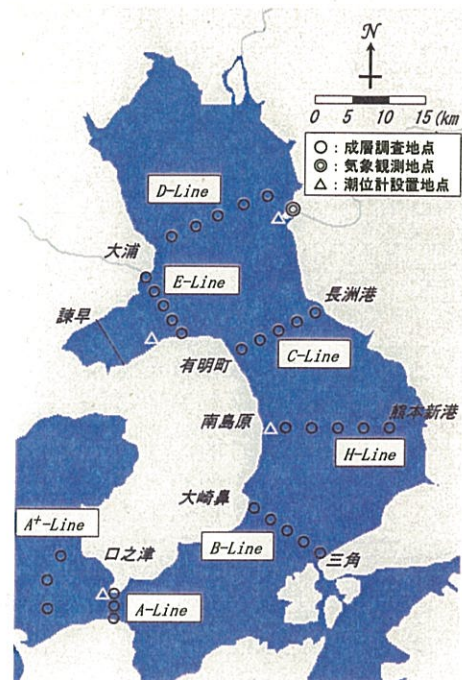 N
0 5 10 15(km
○：成層調査地点
◎：気象観測地点
△：潮位計設置地点
D-Line
大浦
E-Line
長洲港
諫早
C-Line
有明町
南島原
熊本新港
H-Line
大崎鼻
A+-Line
口之津
B-Line
三角
A-Line